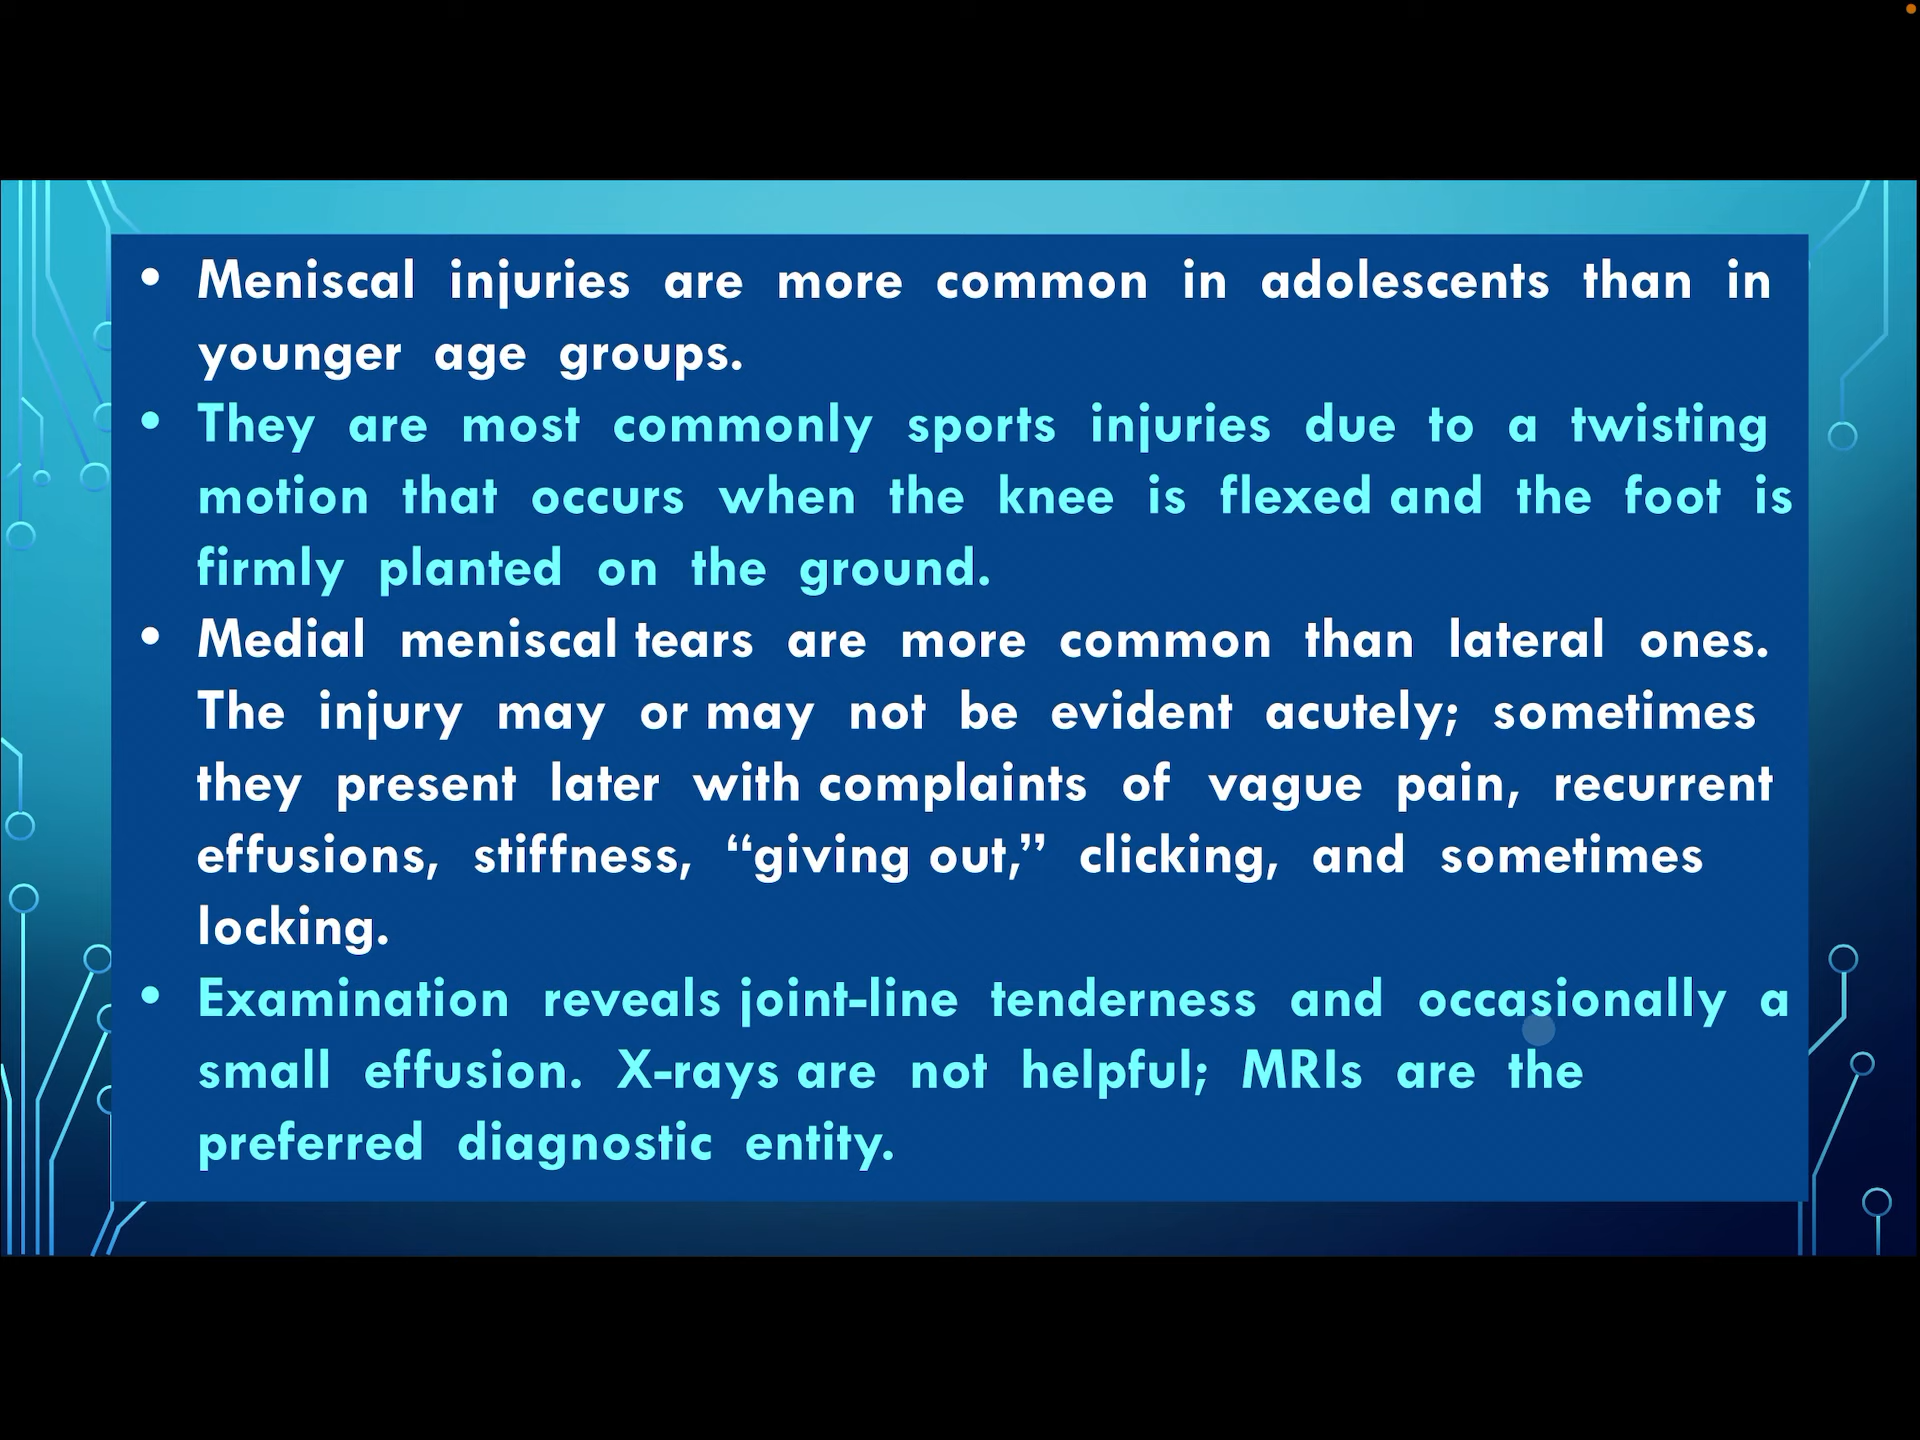 • Meniscal injuries are more common in adolescents than in
younger age groups.
• They are most commonly sports injuries due to a twisting
motion that occurs when the knee is flexed and the foot is
firmly planted on the ground.
• Medial meniscal tears are more common than lateral ones.
The injury may or may not be evident acutely; sometimes
they present later with complaints of vague pain, recurrent
effusions, stiffness, “giving out,” clicking, and sometimes
locking.
• Examination reveals joint-line tenderness and occasionally a
small effusion. X-rays are not helpful; MRIs are the
preferred diagnostic entity.